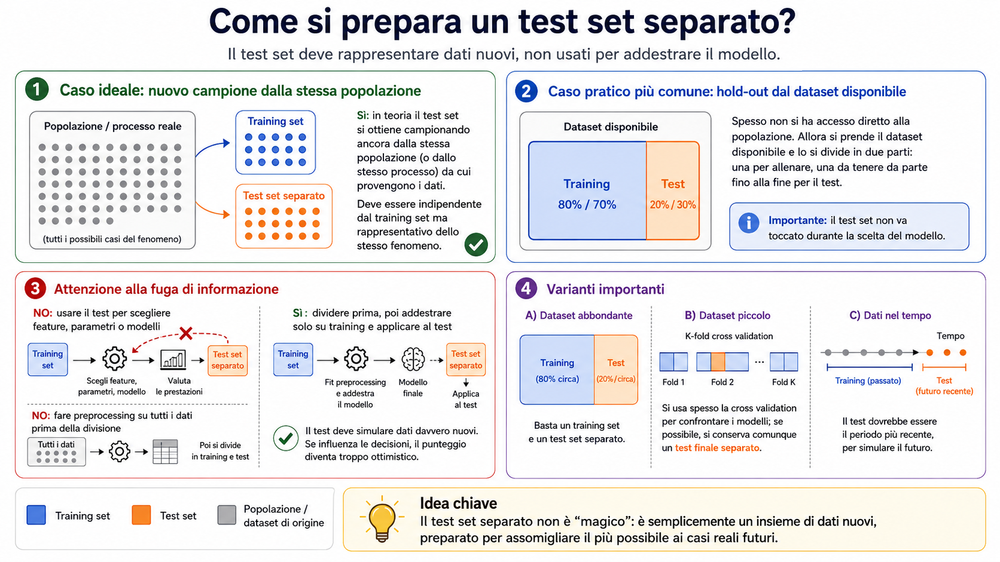 Come si prepara un test set separato?
Il test set deve rappresentare dati nuovi, non usati per addestrare il modello.
1 Caso ideale: nuovo campione dalla stessa popolazione
Popolazione / processo reale
(tutti i possibili casi del fenomeno)
Training set
Test set separato
Sì: in teoria il test set
si ottiene campionando
ancora dalla stessa
popolazione (o dallo
stesso processo) da cui
provengono i dati.
Deve essere indipendente
dal training set ma
rappresentativo dello
stesso fenomeno.
2 Caso pratico più comune: hold-out dal dataset disponibile
Dataset disponibile
Training
80% / 70%
Test
20% / 30%
Spesso non si ha accesso diretto alla
popolazione. Allora si prende il dataset
disponibile e lo si divide in due parti:
una per allenare, una da tenere da parte
fino alla fine per il test.
i
Importante: il test set non va
toccato durante la scelta del modello.
3 Attenzione alla fuga di informazione
NO: usare il test per scegliere
feature, parametri o modelli
Training
set
Scegli feature,
parametri, modello
Valuta
le prestazioni
Test set
separato
NO: fare preprocessing su tutti i dati
prima della divisione
Tutti i dati
Poi si divide
in training e test
Sì : dividere prima, poi addestrare
solo su training e applicare al test
Training
set
Fit preprocessing
e addestra
il modello
Modello
finale
Test set
separato
Applica
al test
Il test deve simulare dati davvero nuovi.
Se influenza le decisioni, il punteggio
diventa troppo ottimistico.
4 Varianti importanti
A) Dataset abbondante
Training
(80% circa)
Test
(20%/circa)
Basta un training set
e un test set separato.
B) Dataset piccolo
K-fold cross validation
...
Fold 1
Fold 2
Fold K
Si usa spesso la cross validation
per confrontare i modelli; se
possibile, si conserva comunque
un test finale separato.
C) Dati nel tempo
Tempo
Training (passato)
Test
(futuro recente)
Il test dovrebbe essere
il periodo più recente,
per simulare il futuro.
Training set
Test set
Popolazione /
dataset di origine
Idea chiave
Il test set separato non è “magico”: è semplicemente un insieme di dati nuovi,
preparato per assomigliare il più possibile ai casi reali futuri.